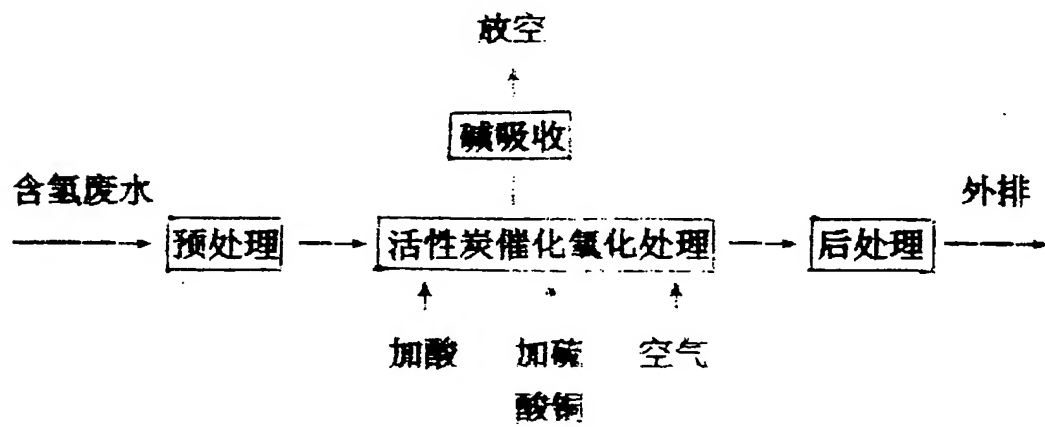 放空
碱吸收
含氰废水
外排
预处理
活性炭催化氧化处理
后处理
加酸
加硫
空气
酸铜